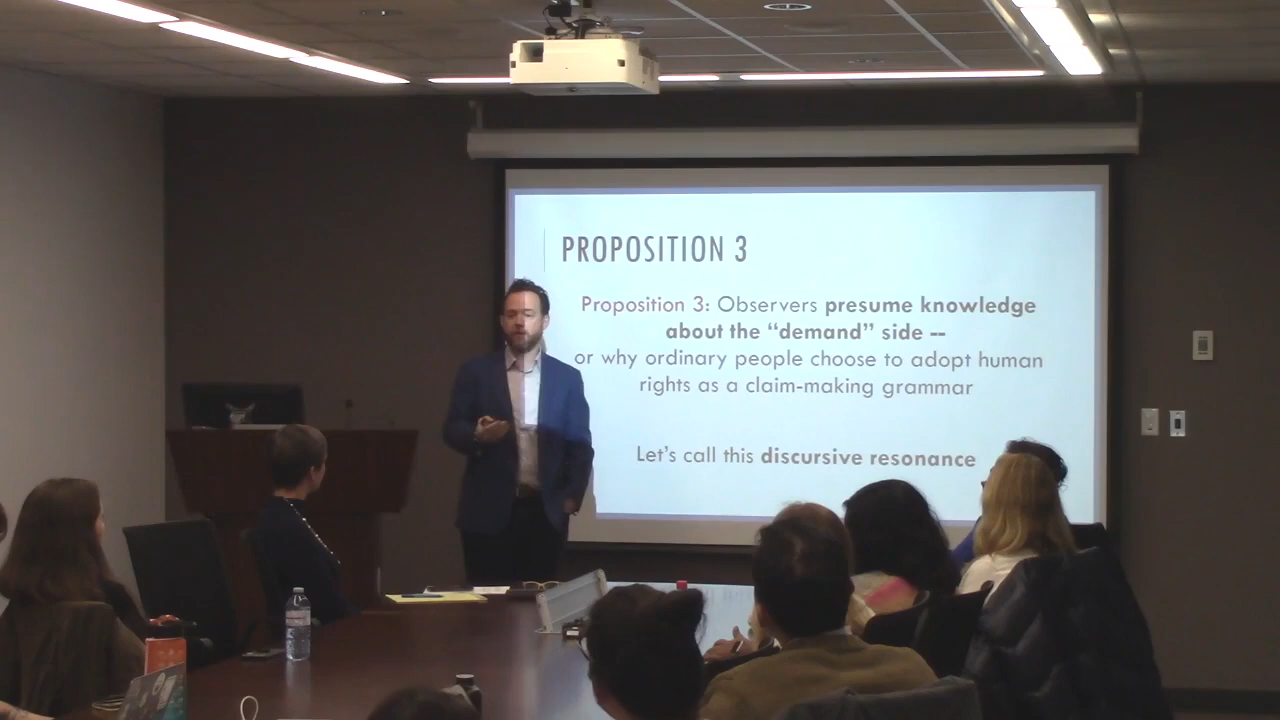 PROPOSITION 3
Proposition 3: Observers presume knowledge
about the “demand” side --
or why ordinary people choose to adopt human
rights as a claim-making grammar
Let’s call this discursive resonance